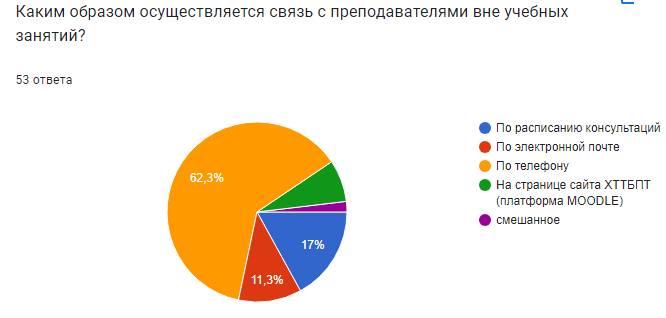 Каким образом осуществляется связь с преподавателями вне учебных
занятий?
53 ответа
62,3%
17%
11,3%
По расписанию консультаций
По электронной почте
По телефону
На странице сайта ХТТБПТ
(платформа MOODLE)
смешанное